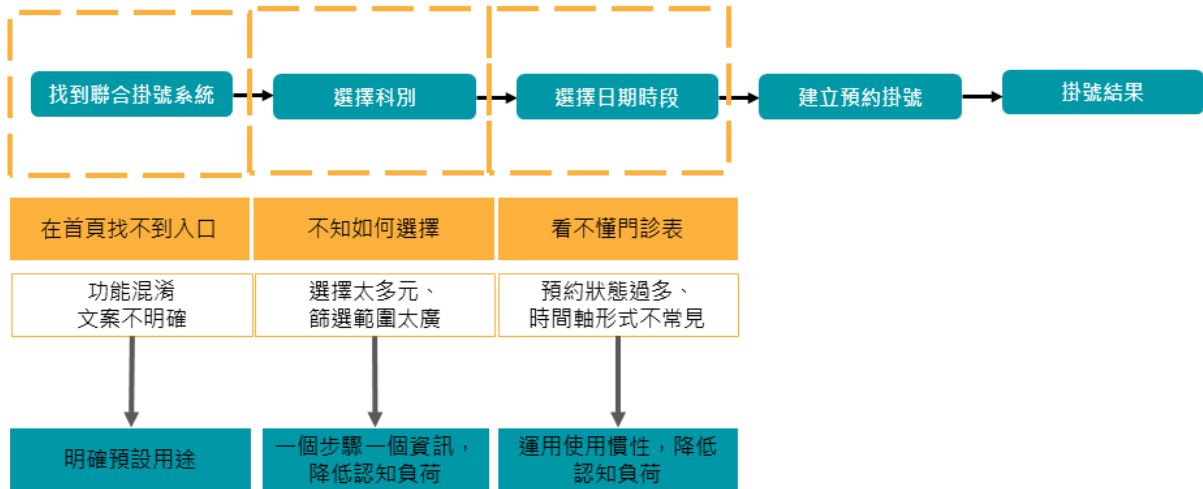 找到聯合掛號系統
選擇科別
選擇日期時段
建立預約掛號
掛號結果
在首頁找不到入口
不知如何選擇
看不懂門診表
功能混淆
文案不明確
選擇太多元、
篩選範圍太廣
預約狀態過多、
時間軸形式不常見
明確預設用途
一個步驟一個資訊，
降低認知負荷
運用使用慣性，降低
認知負荷